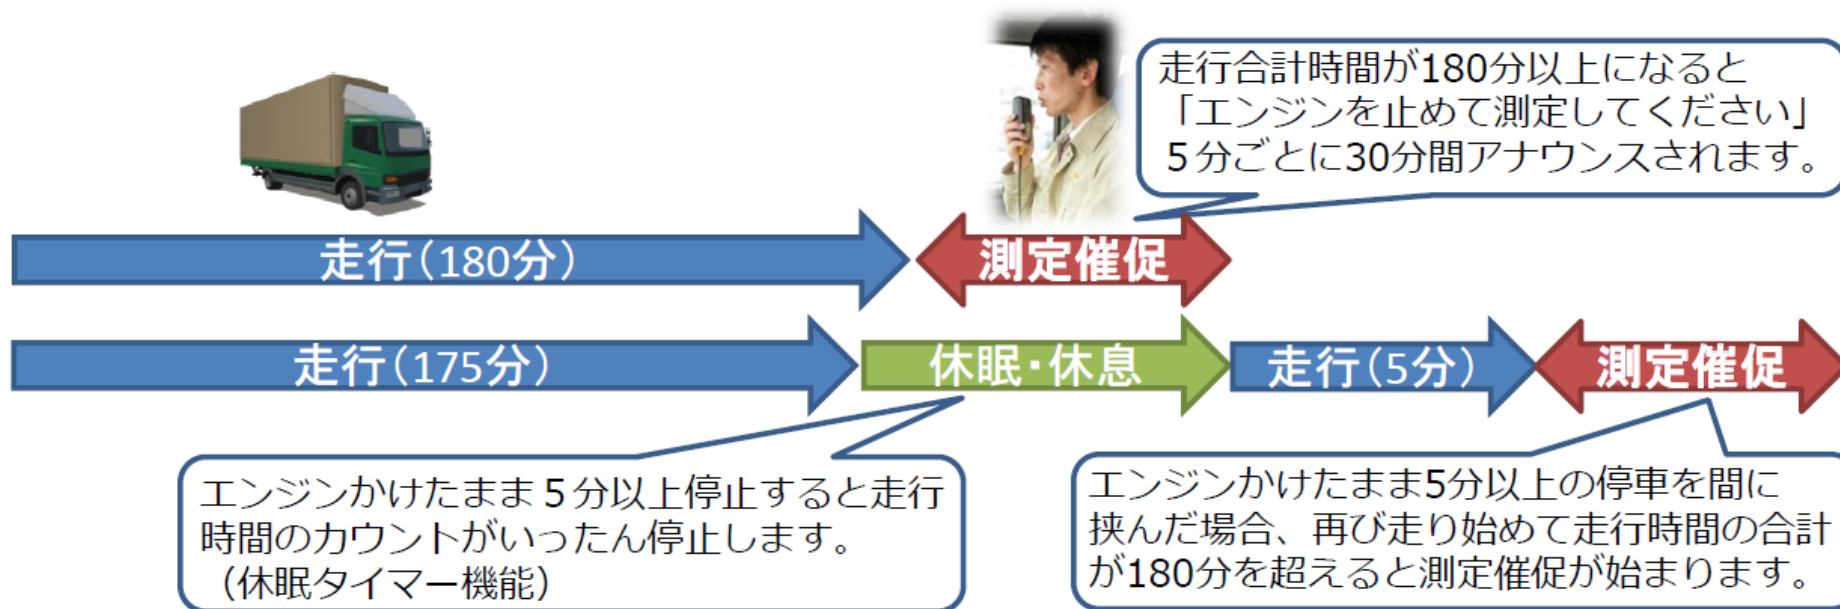 走行合計時間が180分以上になると
「エンジンを止めて測定してください」
５分ごとに30分間アナウンスされます。
走行（180分）
測定催促
走行（175分）
休眠・休息
走行（5分）
測定催促
エンジンかけたまま５分以上停止すると走行
時間のカウントがいったん停止します。
（休眠タイマー機能）
エンジンかけたまま5分以上の停車を間に
挟んだ場合、再び走り始めて走行時間の合計
が180分を超えると測定催促が始まります。